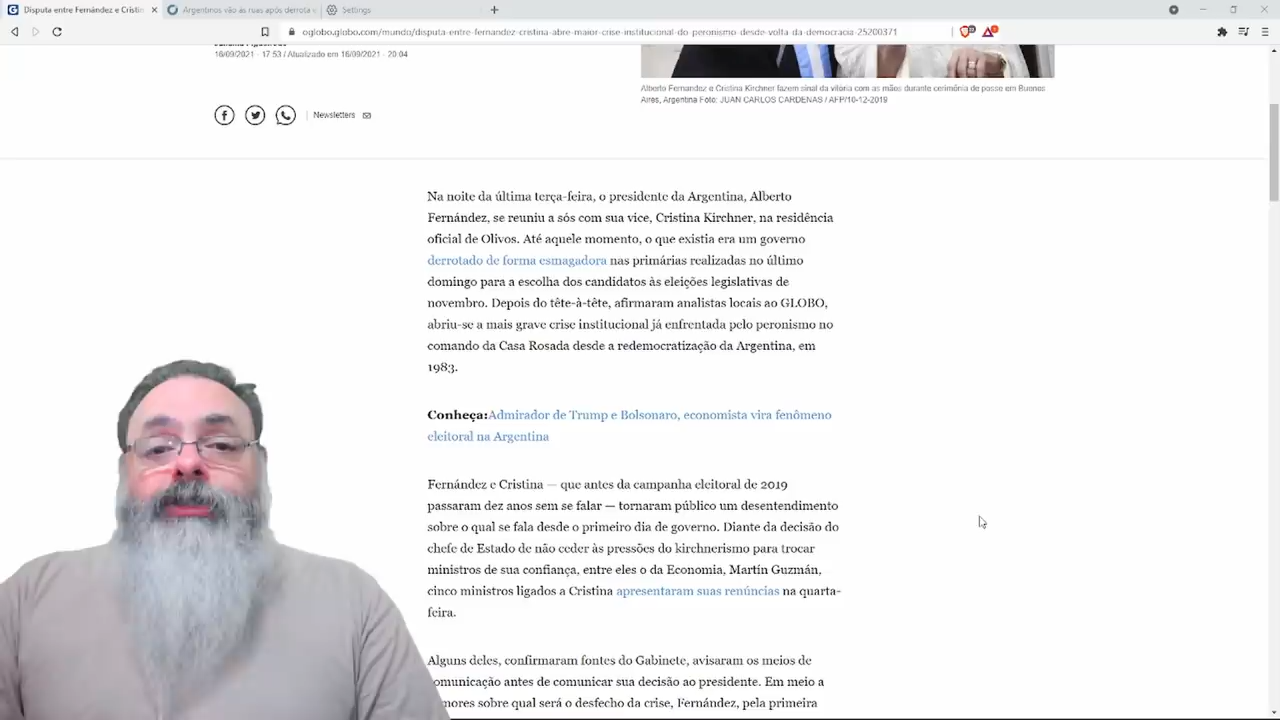 Disputa entre Fernández e Cristin
Argentinos vão às ruas após derrota
Settings
oglobo.globo.com/mundo/disputa-entre-fernandez-cristina-abre-maior-crise-institucional-do-peronismo-desde-volta-da-democracia-25200371
16/09/2021 - 17:53 / Atualizado em 16/09/2021 - 20:04
Alberto Fernandez e Cristina Kirchner fazem sinal da vitória com as mãos durante cerimônia de posse em Buenos
Aires, Argentina Foto: JUAN CARLOS CARDENAS / AFP/10-12-2019
Newsletters
Na noite da última terça-feira, o presidente da Argentina, Alberto
Fernández, se reuniu a sós com sua vice, Cristina Kirchner, na residência
oficial de Olivos. Até aquele momento, o que existia era um governo
derrotado de forma esmagadora nas primárias realizadas no último
domingo para a escolha dos candidatos às eleições legislativas de
novembro. Depois do tête-à-tête, afirmaram analistas locais ao GLOBO,
abriu-se a mais grave crise institucional já enfrentada pelo peronismo no
comando da Casa Rosada desde a redemocratização da Argentina, em
1983.
Conheça:Admirador de Trump e Bolsonaro, economista vira fenômeno
eleitoral na Argentina
Fernández e Cristina — que antes da campanha eleitoral de 2019
passaram dez anos sem se falar — tornaram público um desentendimento
sobre o qual se fala desde o primeiro dia de governo. Diante da decisão do
chefe de Estado de não ceder às pressões do kirchnerismo para trocar
ministros de sua confiança, entre eles o da Economia, Martín Guzmán,
cinco ministros ligados a Cristina apresentaram suas renúncias na quarta-
feira.
Alguns deles, confirmaram fontes do Gabinete, avisaram os meios de
omunicação antes de comunicar sua decisão ao presidente. Em meio a
mores sobre qual será o desfecho da crise, Fernández, pela primeira